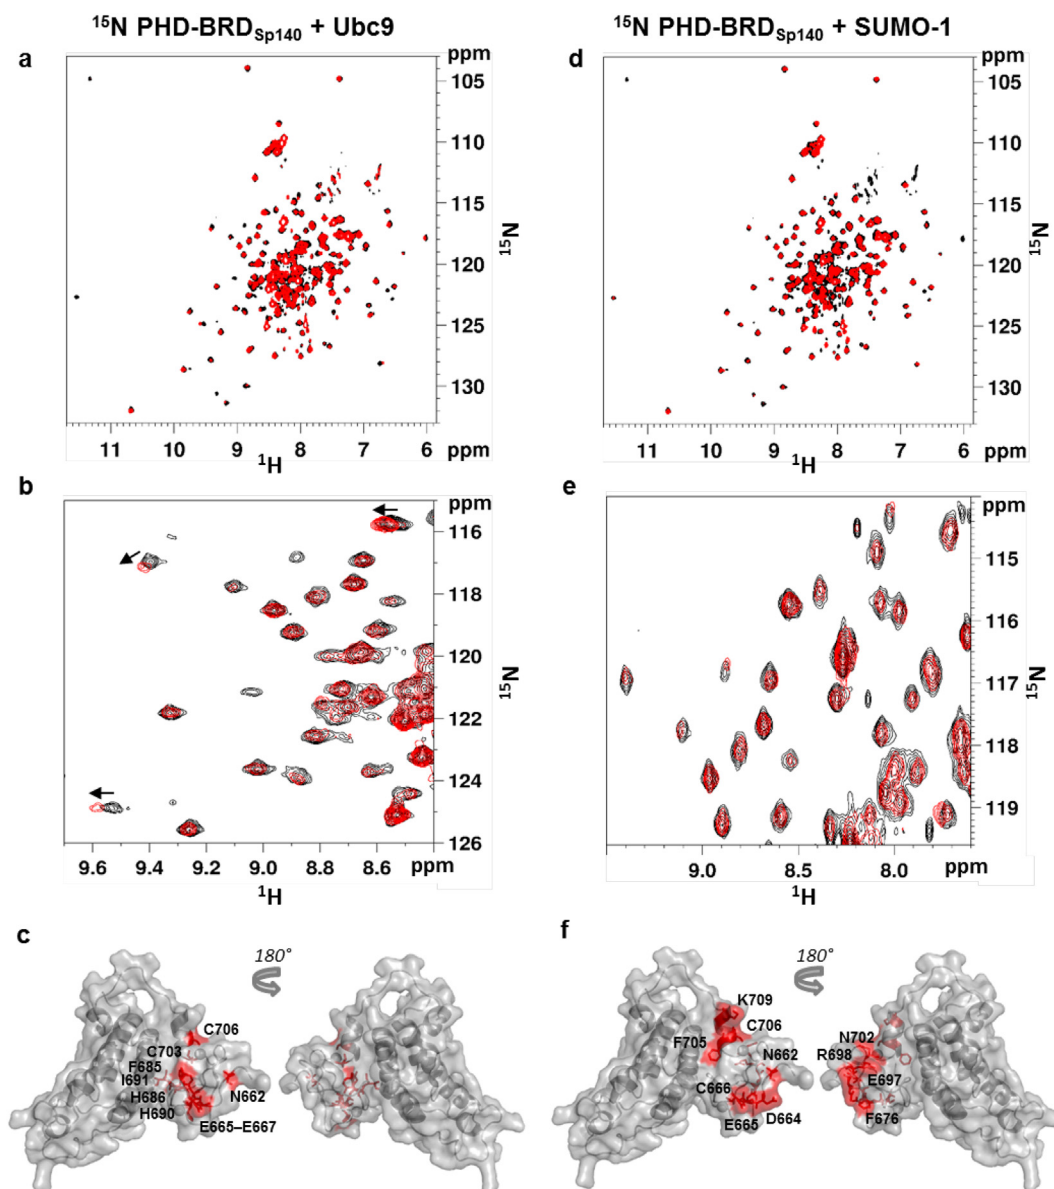 15N PHD-BRDSp140 + Ubc9
15N PHD-BRDSp140 + SUMO-1
a
ppm
105
110
115
120
125
130
15N
11 10 9 8 7 6 ppm
1H
d
ppm
105
110
115
120
125
130
15N
11 10 9 8 7 6 ppm
1H
b
ppm
116
118
120
122
124
126
15N
9.6 9.4 9.2 9.0 8.8 8.6 ppm
1H
e
ppm
115
116
117
118
119
15N
9.0 8.5 8.0 ppm
1H
c
180°
C706
C703
F685
I691
H686
H690
N662
E665–E667
f
180°
K709
C706
F705
N662
C666
D664
E665
N702
R698
E697
F676